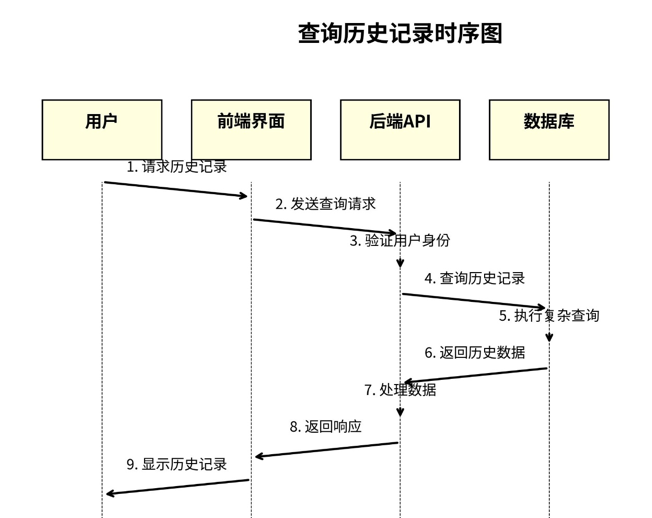 查询历史记录时序图
用户
前端界面
后端API
数据库
1. 请求历史记录
2. 发送查询请求
3. 验证用户身份
4. 查询历史记录
5. 执行复杂查询
6. 返回历史数据
7. 处理数据
8. 返回响应
9. 显示历史记录